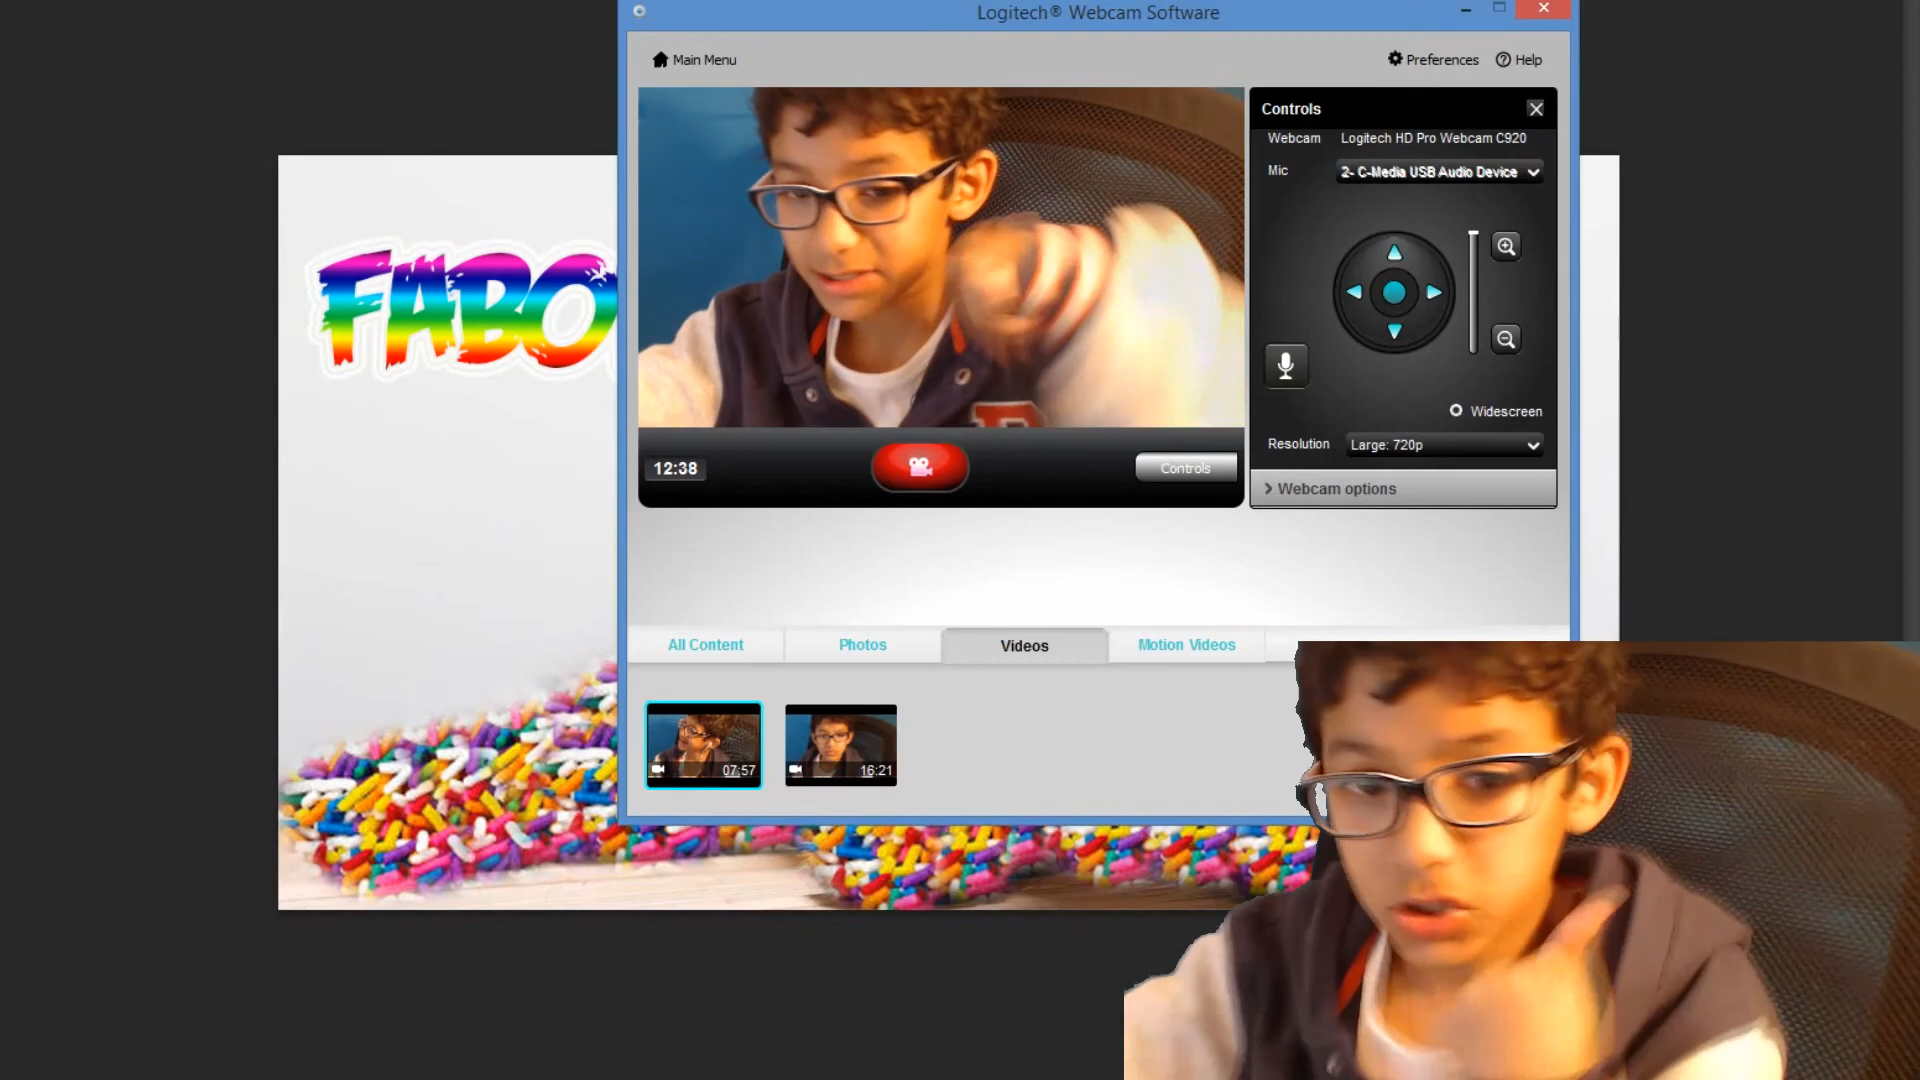 Logitech® Webcam Software
Main Menu
Preferences
Help
Controls
Webcam
Logitech HD Pro Webcam C920
Mic
2- C-Media USB Audio Device
Widescreen
Resolution
Large: 720p
Webcam options
12:38
Controls
FABO
All Content
Photos
Videos
Motion Videos
07:57
16:21